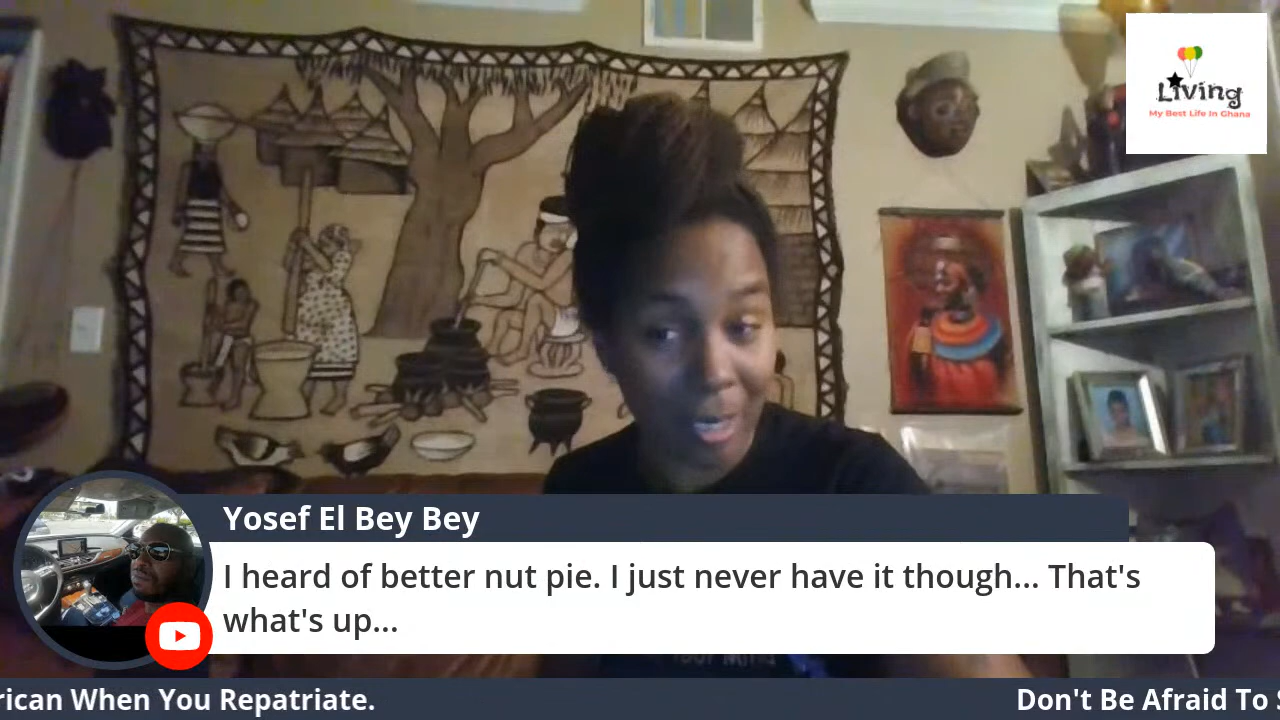 Living
My Best Life In Ghana
Yosef El Bey Bey
I heard of better nut pie. I just never have it though... That's
what's up...
rican When You Repatriate.
Don't Be Afraid To S